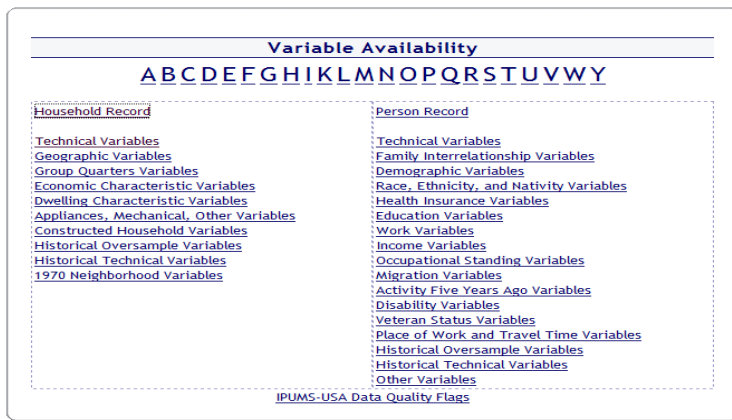 Variable Availability
A B C D E F G H I K L M N O P Q R S T U V W Y
Household Record
Technical Variables
Geographic Variables
Group Quarters Variables
Economic Characteristic Variables
Dwelling Characteristic Variables
Appliances, Mechanical, Other Variables
Constructed Household Variables
Historical Oversample Variables
Historical Technical Variables
1970 Neighborhood Variables
Person Record
Technical Variables
Family Interrelationship Variables
Demographic Variables
Race, Ethnicity, and Nativity Variables
Health Insurance Variables
Education Variables
Work Variables
Income Variables
Occupational Standing Variables
Migration Variables
Activity Five Years Ago Variables
Disability Variables
Veteran Status Variables
Place of Work and Travel Time Variables
Historical Oversample Variables
Historical Technical Variables
Other Variables
IPUMS-USA Data Quality Flags